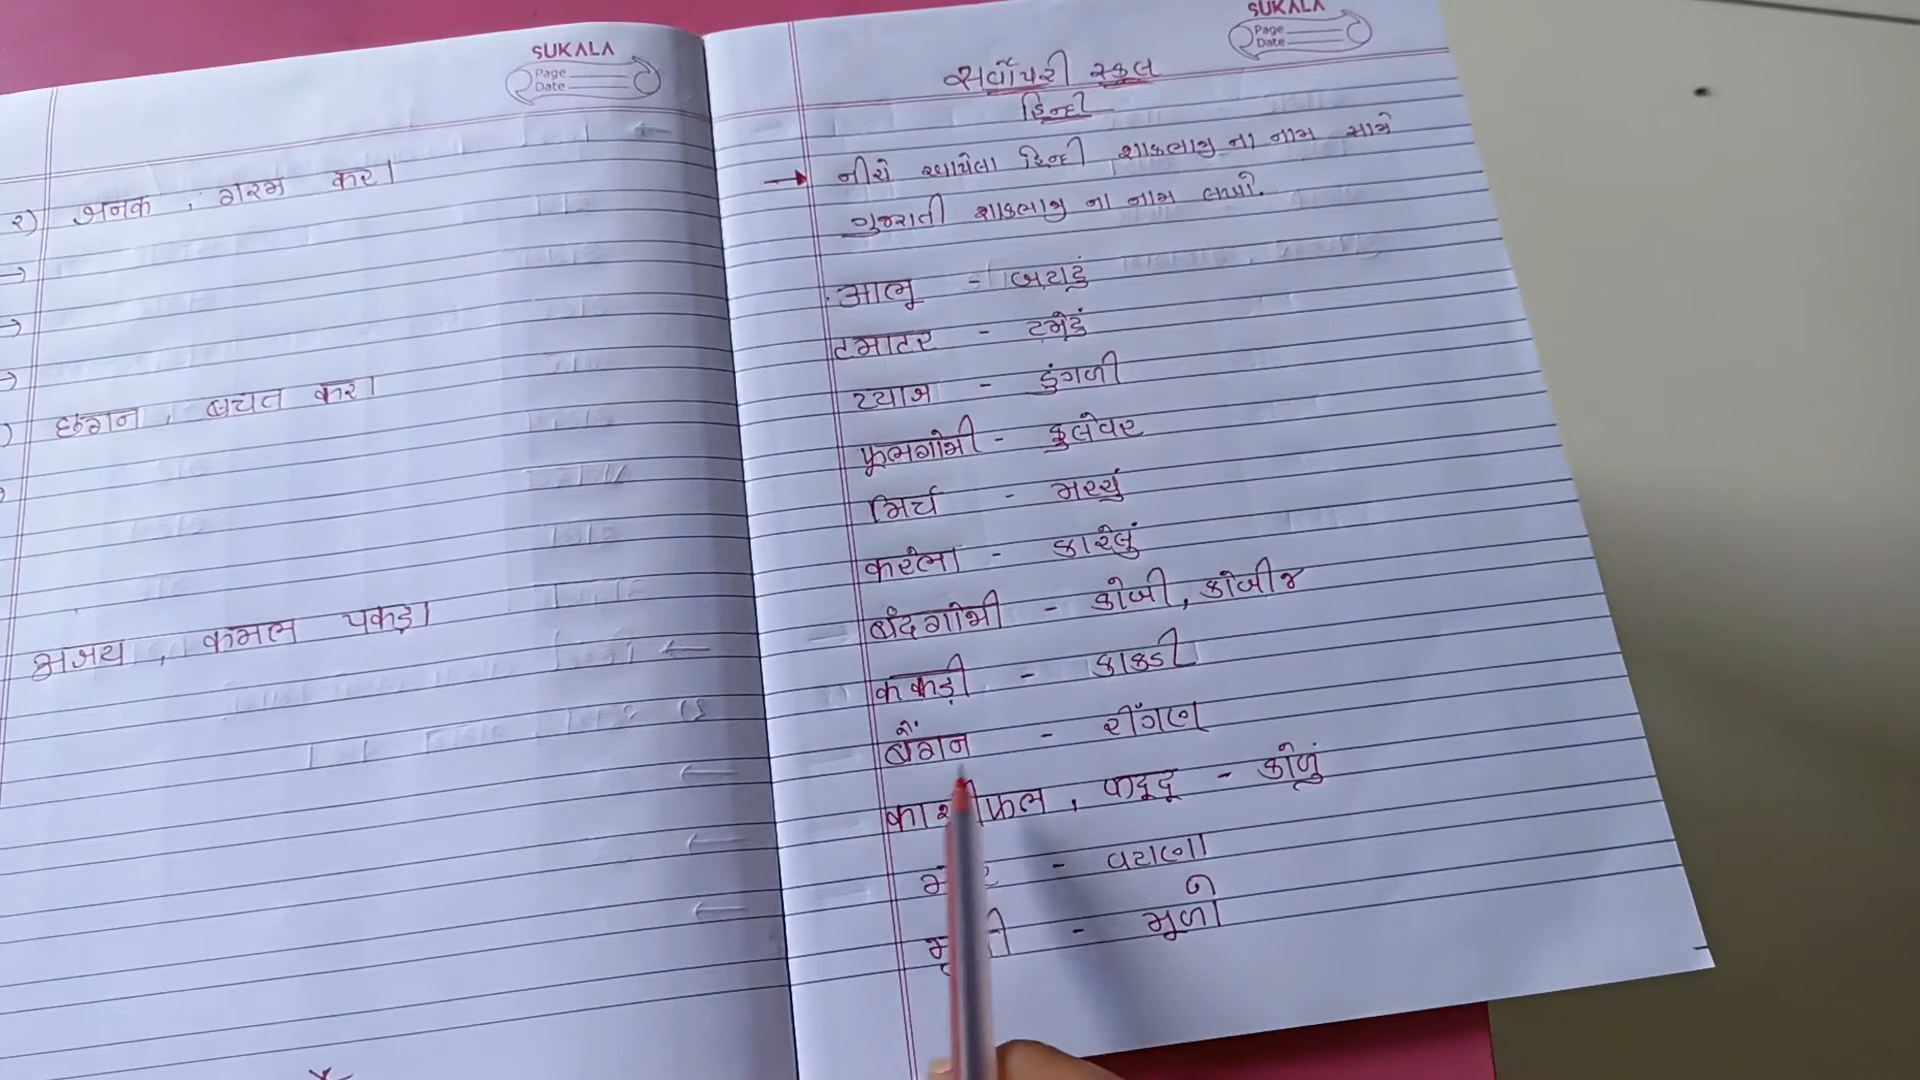 SUKALA
Page
Date
२) अनक, गरम कर।
छगन, बचत कर।
अजय, कमल पकड़।
SUKALA
Page
Date
સર્વોપરી સ્કૂલ
હિન્દી
નીચે આપેલા હિન્દી શાકભાજી ના નામ સામે
ગુજરાતી શાકભાજી ના નામ લખો.
आलू - બટાટું
टमाटर - ટમેટું
प्याज - ડુંગળી
फूलगोभी - ફુલેવર
मिर्च - મરચું
करेला - કારેલું
बंदगोभी - કોબી, કોબીજ
ककड़ी - કાકડી
बैंगन - રીંગણ
काशीफल, कद्दू - કોળું
- વટાણા
- મૂળો